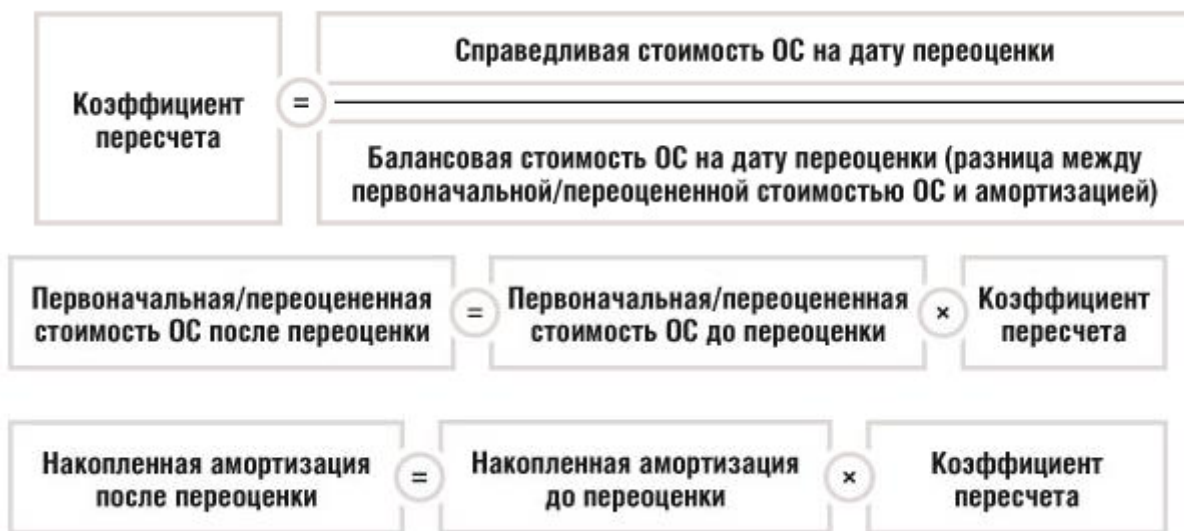 Коэффициент
пересчета
=
Справедливая стоимость ОС на дату переоценки
Балансовая стоимость ОС на дату переоценки (разница между
первоначальной/переоцененной стоимостью ОС и амортизацией)
Первоначальная/переоцененная
стоимость ОС после переоценки
=
Первоначальная/переоцененная
стоимость ОС до переоценки
×
Коэффициент
пересчета
Накопленная амортизация
после переоценки
=
Накопленная амортизация
до переоценки
×
Коэффициент
пересчета